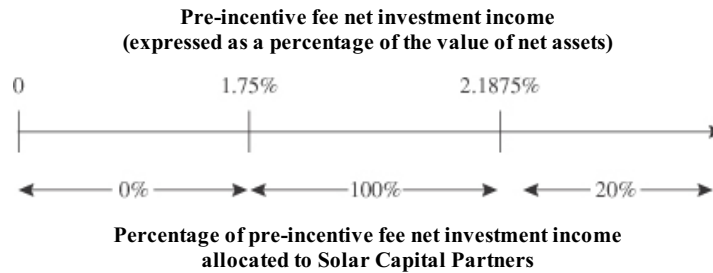 Pre-incentive fee net investment income
(expressed as a percentage of the value of net assets)
0 1.75% 2.1875%
0% 100% 20%
Percentage of pre-incentive fee net investment income
allocated to Solar Capital Partners